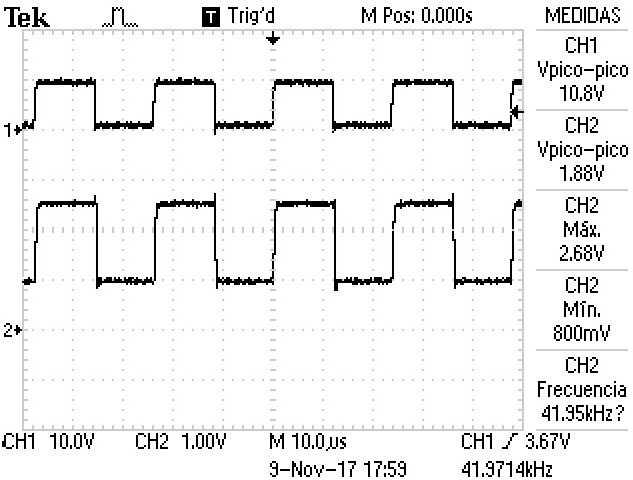 Tek T Trig'd M Pos: 0.000s MEDIDAS
CH1
Vpico-pico
10.8V
CH2
Vpico-pico
1.88V
CH2
Máx.
2.68V
CH2
Mín.
800mV
CH2
Frecuencia
41.95kHz?
1
2
CH1 10.0V CH2 1.00V M 10.0µs CH1 3.67V
9-Nov-17 17:59 41.9714kHz